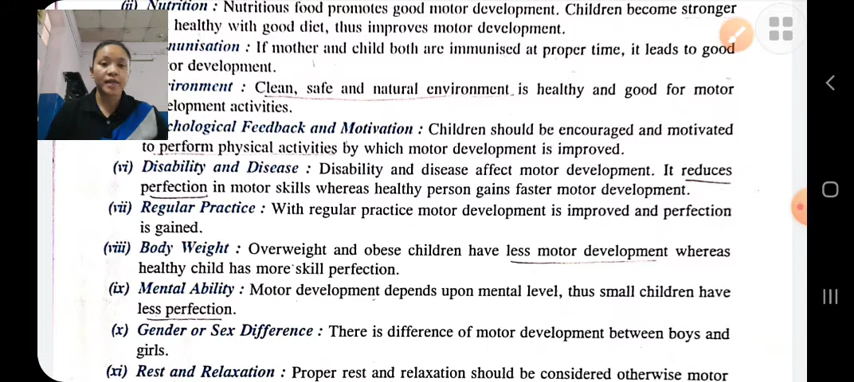 (ii) Nutrition : Nutritious food promotes good motor development. Children become stronger
healthy with good diet, thus improves motor development.
munisation : If mother and child both are immunised at proper time, it leads to good
or development.
ironment : Clean, safe and natural environment is healthy and good for motor
elopment activities.
chological Feedback and Motivation : Children should be encouraged and motivated
to perform physical activities by which motor development is improved.
(vi) Disability and Disease : Disability and disease affect motor development. It reduces
perfection in motor skills whereas healthy person gains faster motor development.
(vii) Regular Practice : With regular practice motor development is improved and perfection
is gained.
(viii) Body Weight : Overweight and obese children have less motor development whereas
healthy child has more skill perfection.
(ix) Mental Ability : Motor development depends upon mental level, thus small children have
less perfection.
(x) Gender or Sex Difference : There is difference of motor development between boys and
girls.
(xi) Rest and Relaxation : Proper rest and relaxation should be considered otherwise motor